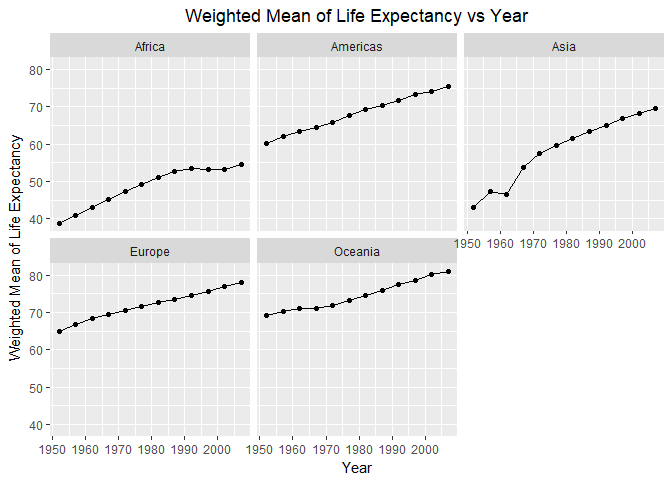 Weighted Mean of Life Expectancy vs Year
Africa
Americas
Asia
80
70
60
50
40
1950 1960 1970 1980 1990 2000
Europe
Oceania
80
70
60
50
40
1950 1960 1970 1980 1990 2000
1950 1960 1970 1980 1990 2000
Year
Weighted Mean of Life Expectancy